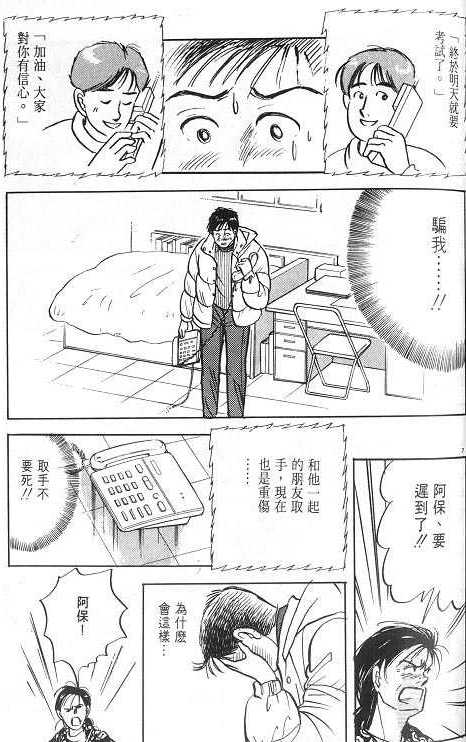 「終於明天就要
考試了。」
「加油、大家
對你有信心。」
騙我……!!
阿保、要
遲到了!!
和他一起
的朋友取
手，現在
也是重傷
……
取手不
要死!!
為什麼
會這樣…
阿保！